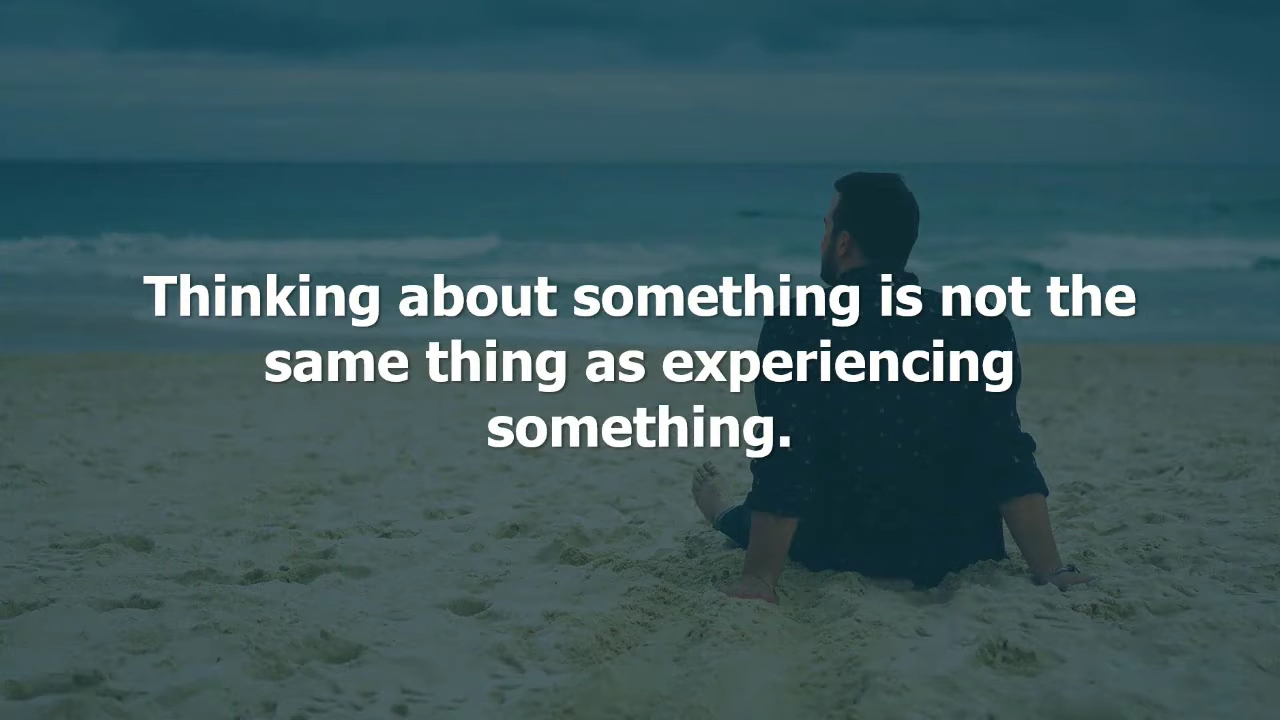 Thinking about something is not the
same thing as experiencing
something.